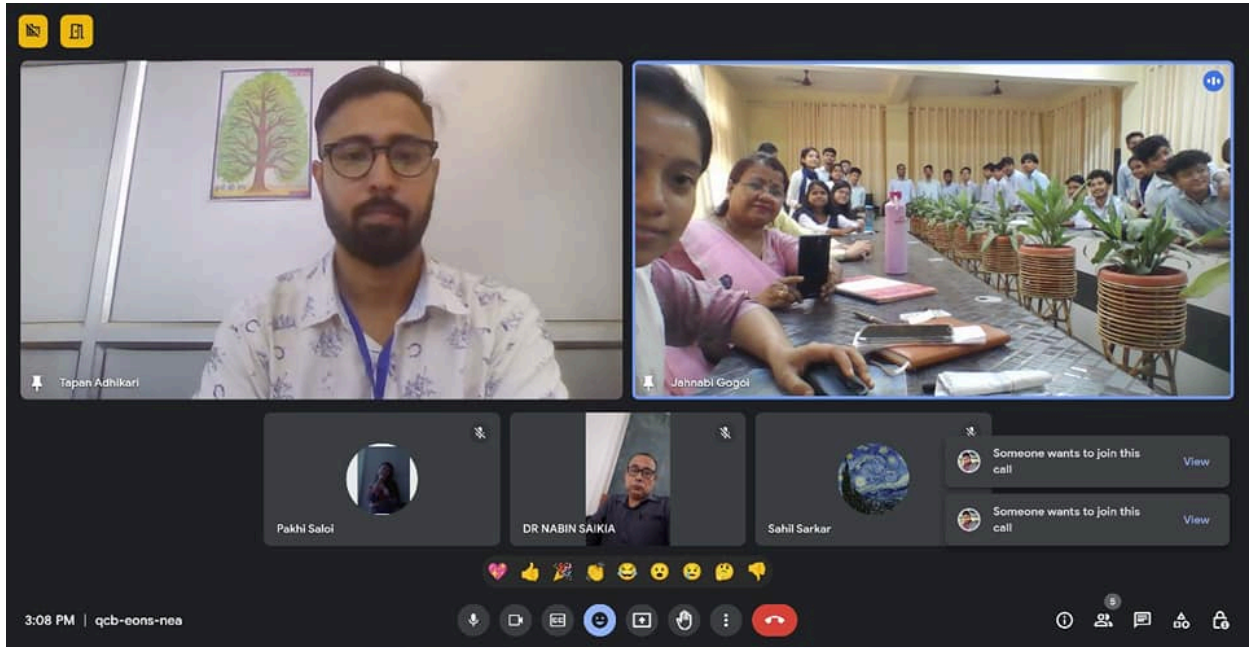 Tapan Adhikari
Jahnabi Gogoi
Pakhi Saloi
DR NABIN SAIKIA
Sahil Sarkar
Someone wants to join this
call
View
Someone wants to join this
call
View
3:08 PM | qcb-eons-nea
CC
5